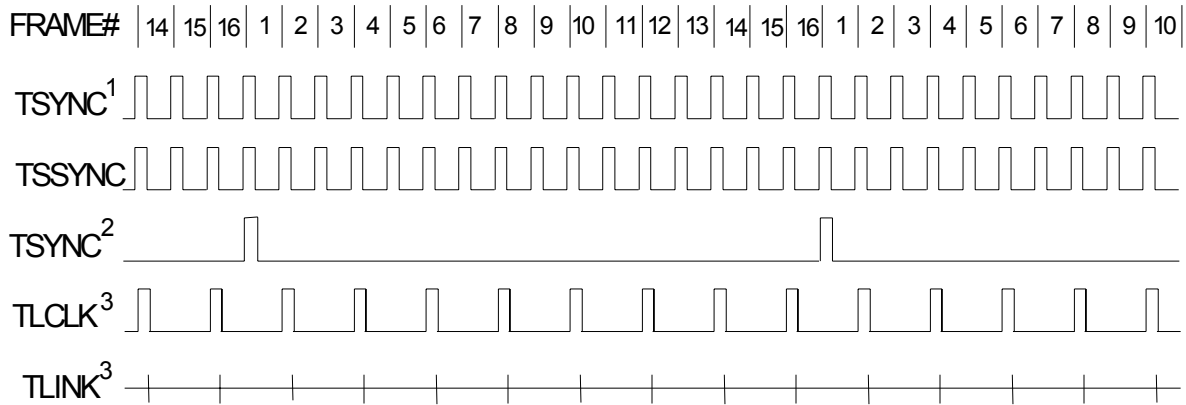 FRAME# 14 15 16 1 2 3 4 5 6 7 8 9 10 11 12 13 14 15 16 1 2 3 4 5 6 7 8 9 10
TSYNC¹
TSSYNC
TSYNC²
TLCLK³
TLINK³